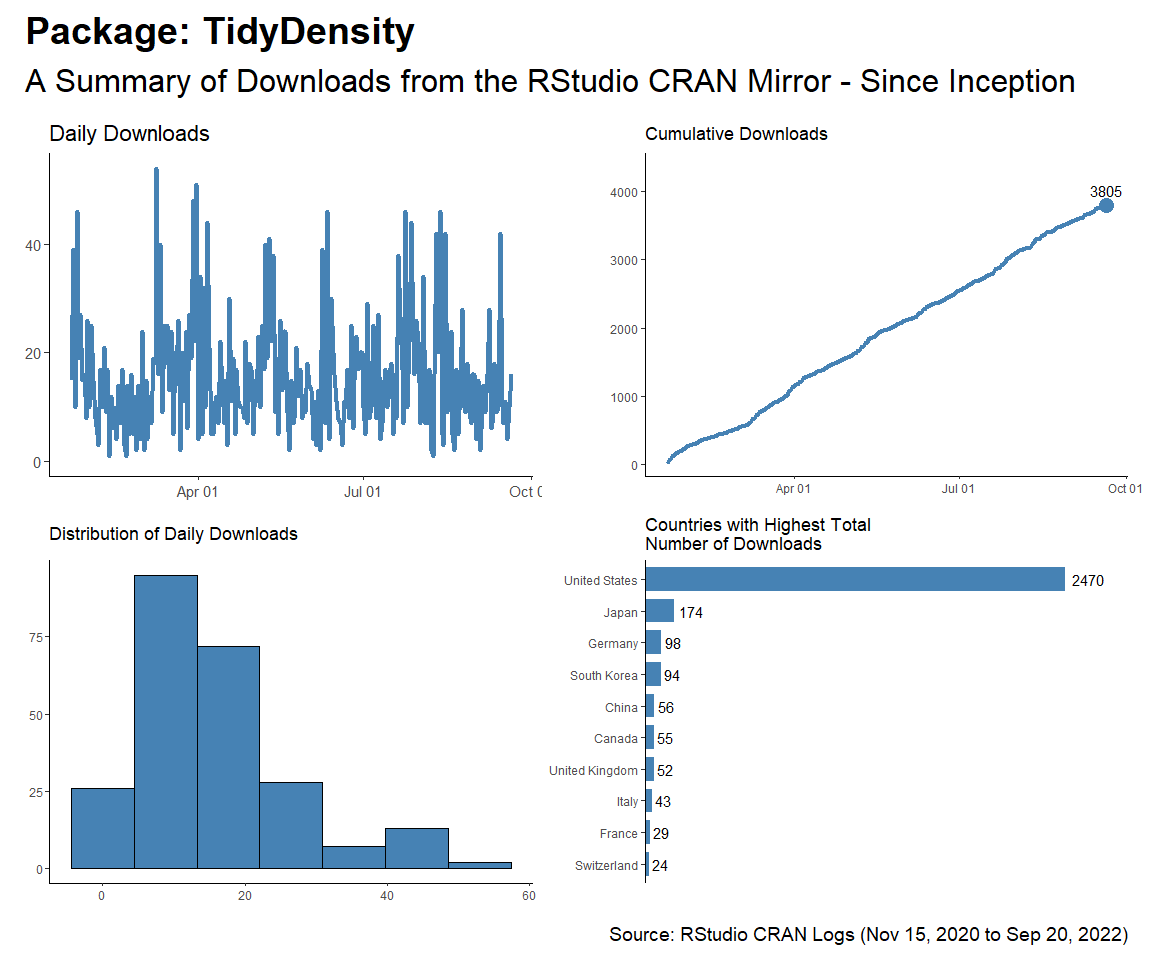 Package: TidyDensity
A Summary of Downloads from the RStudio CRAN Mirror - Since Inception
Daily Downloads
40
20
0
Apr 01
Jul 01
Oct 0
Cumulative Downloads
3805
4000
3000
2000
1000
0
Apr 01
Jul 01
Oct 01
Distribution of Daily Downloads
75
50
25
0
0
20
40
60
Countries with Highest Total
Number of Downloads
United States 2470
Japan 174
Germany 98
South Korea 94
China 56
Canada 55
United Kingdom 52
Italy 43
France 29
Switzerland 24
Source: RStudio CRAN Logs (Nov 15, 2020 to Sep 20, 2022)